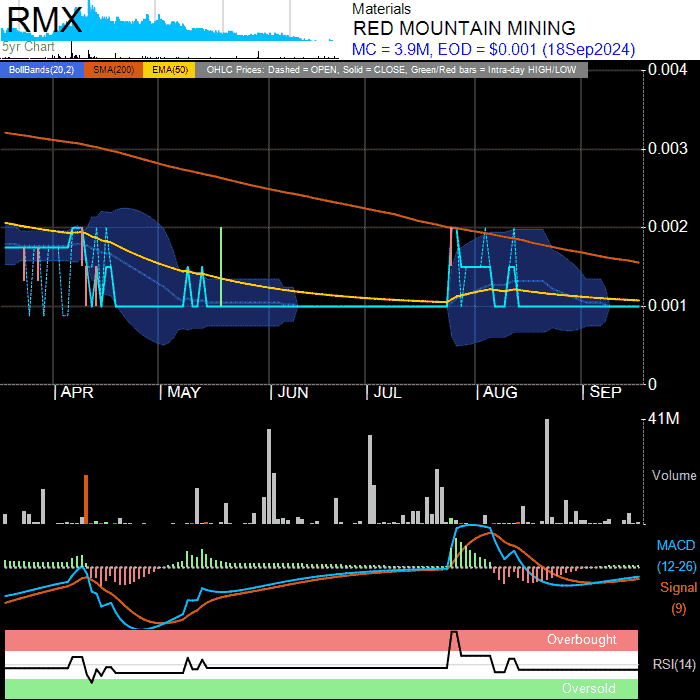 RMX
5yr Chart
Materials
RED MOUNTAIN MINING
MC = 3.9M, EOD = $0.001 (18Sep2024)
BollBands(20,2) SMA(200) EMA(50) OHLC Prices: Dashed = OPEN, Solid = CLOSE, Green/Red bars = Intra-day HIGH/LOW
0.004
0.003
0.002
0.001
0
APR MAY JUN JUL AUG SEP
41M
Volume
MACD
(12-26)
Signal
(9)
Overbought
RSI(14)
Oversold